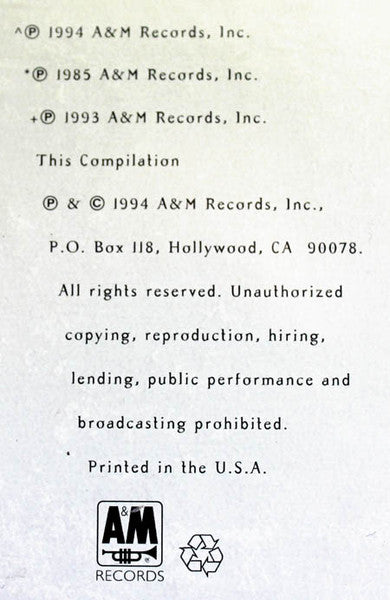 ^℗ 1994 A&M Records, Inc.
*℗ 1985 A&M Records, Inc.
+℗ 1993 A&M Records, Inc.
This Compilation
℗ & © 1994 A&M Records, Inc.,
P.O. Box 118, Hollywood, CA 90078.
All rights reserved. Unauthorized
copying, reproduction, hiring,
lending, public performance and
broadcasting prohibited.
Printed in the U.S.A.
A&M
RECORDS